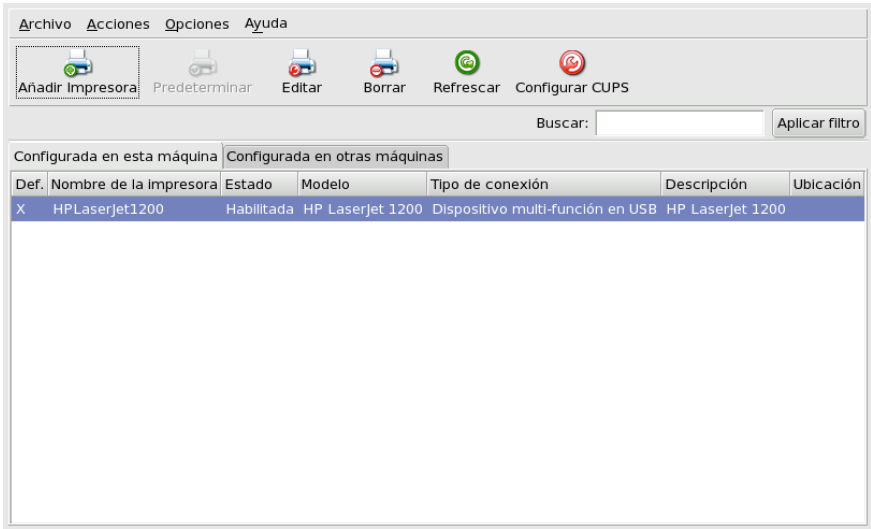 Archivo Acciones Opciones Ayuda
Añadir Impresora Predeterminar Editar Borrar Refrescar Configurar CUPS
Buscar: Aplicar filtro
Configurada en esta máquina Configurada en otras máquinas
Def. Nombre de la impresora Estado Modelo Tipo de conexión Descripción Ubicación
X HPLaserJet1200 Habilitada HP LaserJet 1200 Dispositivo multi-función en USB HP LaserJet 1200